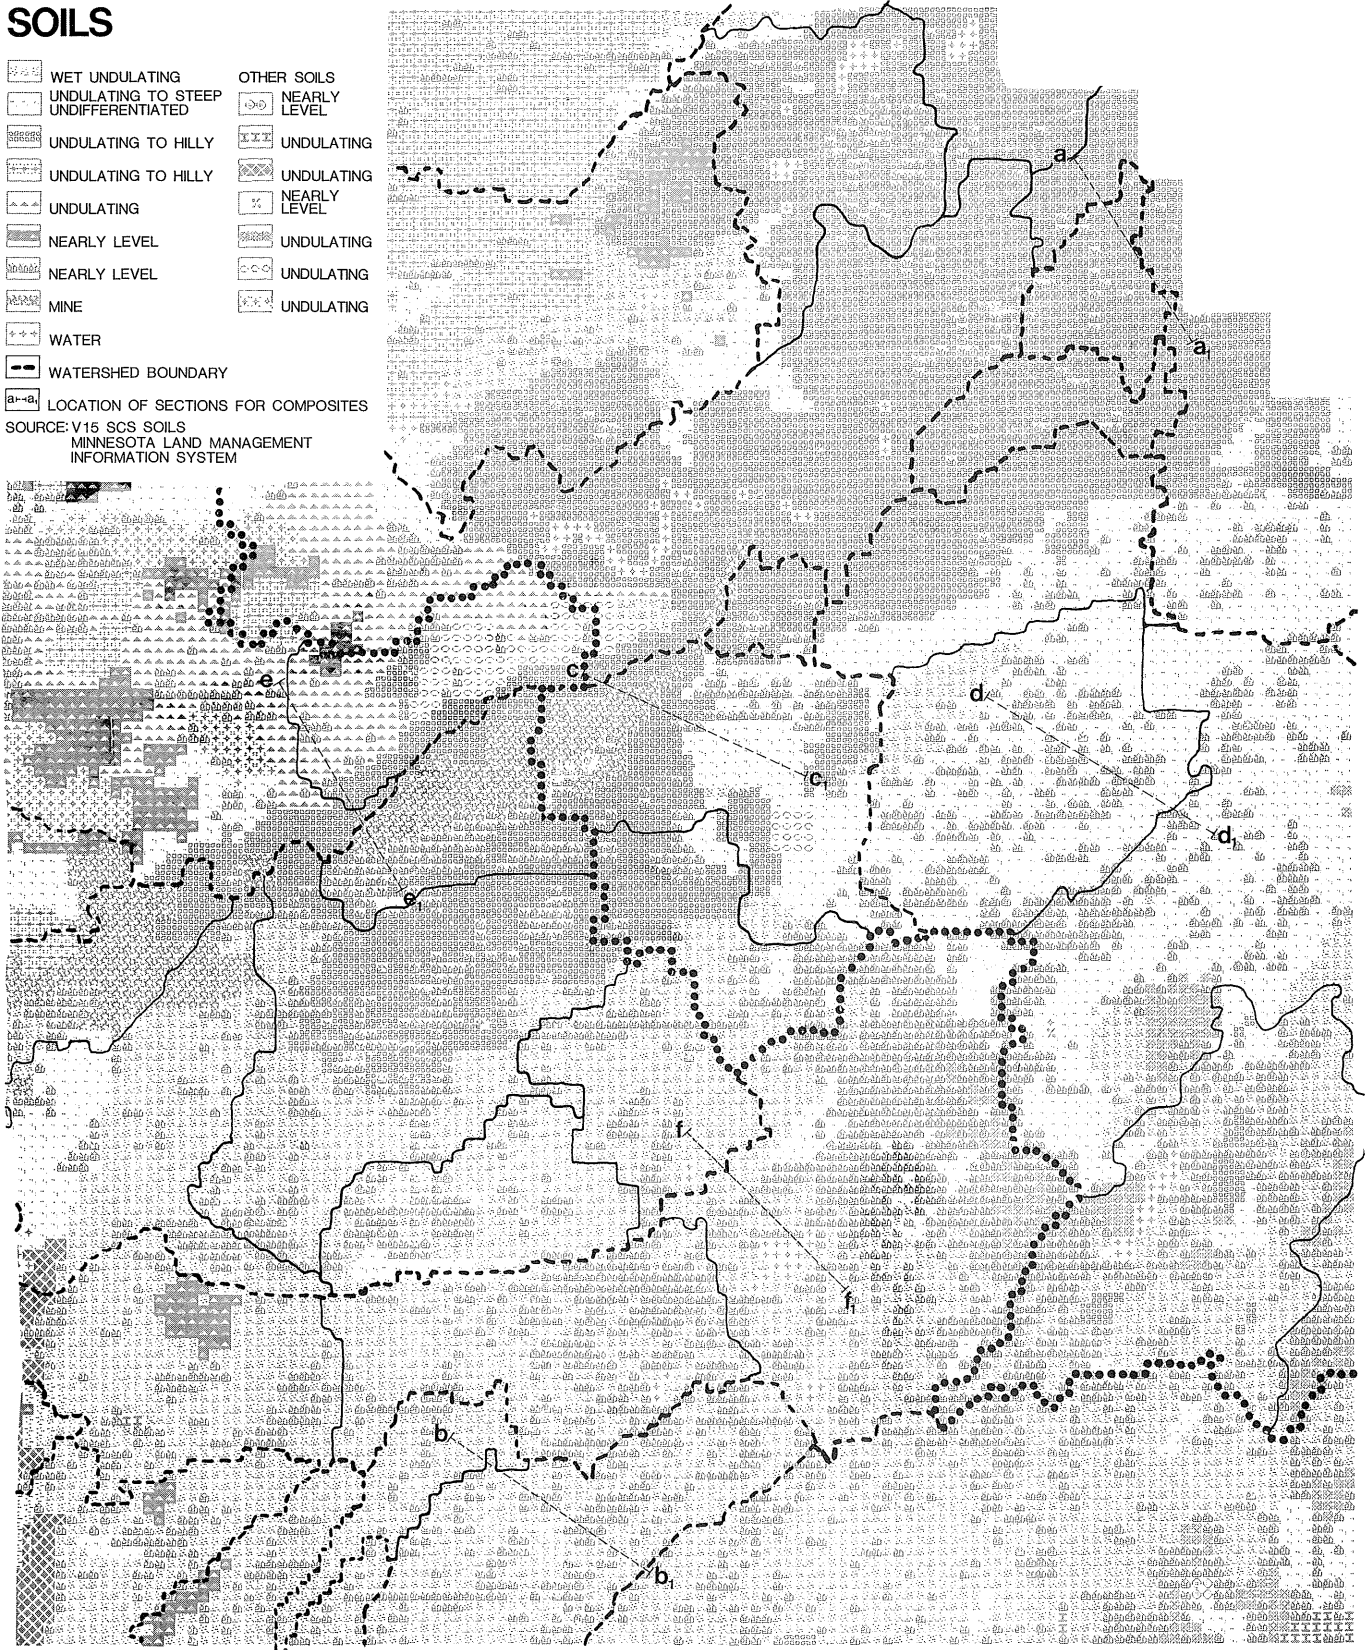 SOILS
WET UNDULATING
UNDULATING TO STEEP
UNDIFFERENTIATED
UNDULATING TO HILLY
UNDULATING TO HILLY
UNDULATING
NEARLY LEVEL
NEARLY LEVEL
MINE
WATER
WATERSHED BOUNDARY
a a₁ LOCATION OF SECTIONS FOR COMPOSITES
OTHER SOILS
NEARLY
LEVEL
UNDULATING
UNDULATING
NEARLY
LEVEL
UNDULATING
UNDULATING
UNDULATING
SOURCE: V15 SCS SOILS
MINNESOTA LAND MANAGEMENT
INFORMATION SYSTEM
a
a₁
e
c
d
c₁
d₁
e₁
f
f₁
b
b₁